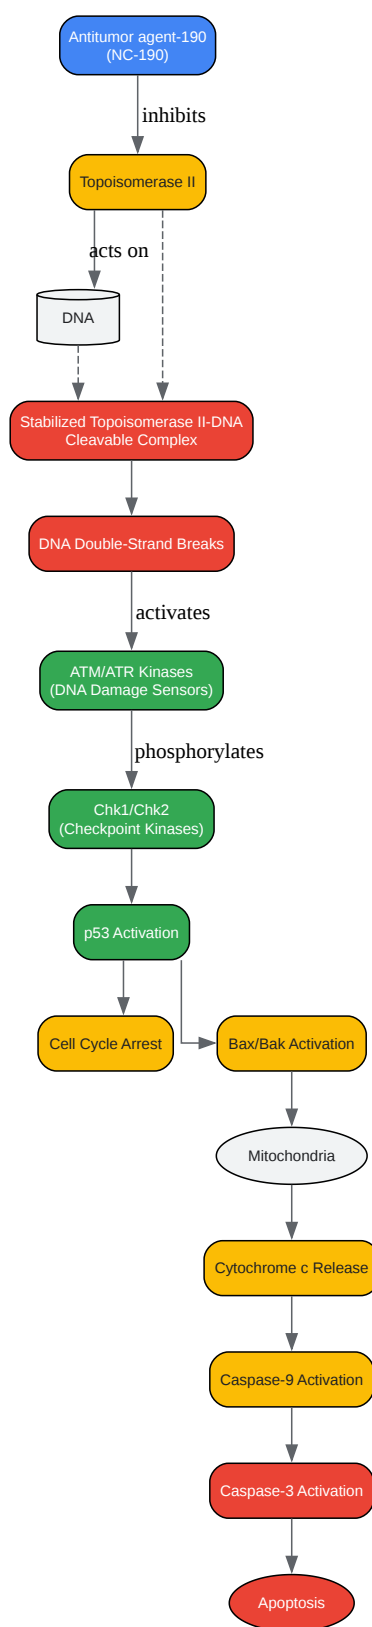 Antitumor agent-190
(NC-190)
inhibits
Topoisomerase II
acts on
DNA
Stabilized Topoisomerase II-DNA
Cleavable Complex
DNA Double-Strand Breaks
activates
ATM/ATR Kinases
(DNA Damage Sensors)
phosphorylates
Chk1/Chk2
(Checkpoint Kinases)
p53 Activation
Cell Cycle Arrest
Bax/Bak Activation
Mitochondria
Cytochrome c Release
Caspase-9 Activation
Caspase-3 Activation
Apoptosis